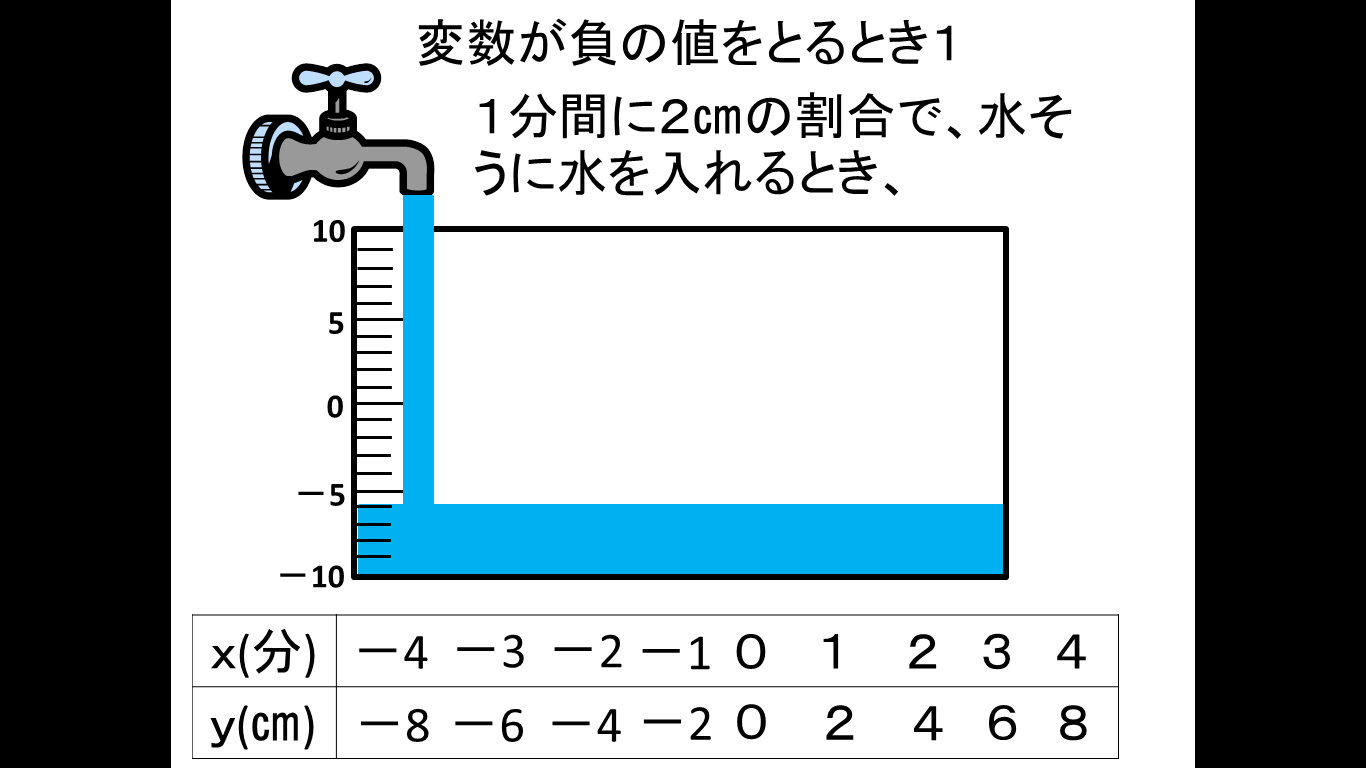 変数が負の値をとるとき１
１分間に２㎝の割合で、水そ
うに水を入れるとき、
10
5
0
－5
－10
x(分) －4 －3 －2 －1 0 1 2 3 4
y(㎝) －8 －6 －4 －2 0 2 4 6 8